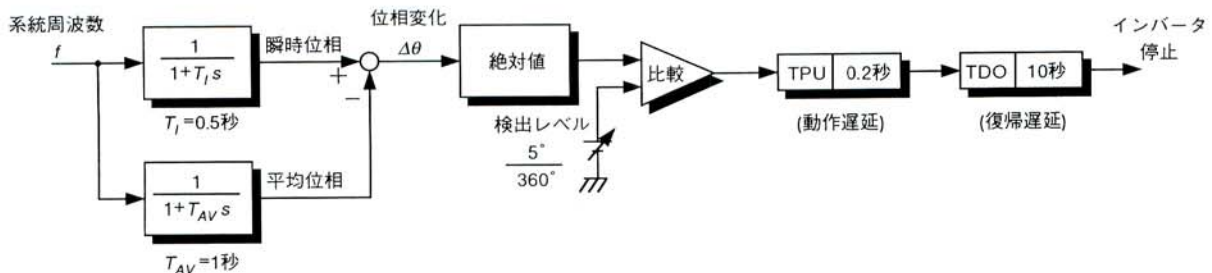 系統周波数
f
1
1+T_I s
T_I=0.5秒
瞬時位相
+
−
1
1+T_AV s
T_AV=1秒
平均位相
位相変化
Δθ
絶対値
検出レベル
5°
360°
比較
TPU 0.2秒
(動作遅延)
TDO 10秒
(復帰遅延)
インバータ
停止